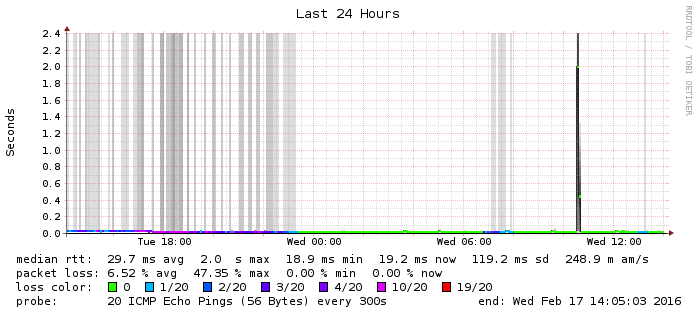 Last 24 Hours
RRDTOOL / TOBI OETIKER
Seconds
2.4
2.2
2.0
1.8
1.6
1.4
1.2
1.0
0.8
0.6
0.4
0.2
0.0
Tue 18:00 Wed 00:00 Wed 06:00 Wed 12:00
median rtt: 29.7 ms avg 2.0 s max 18.9 ms min 19.2 ms now 119.2 ms sd 248.9 m am/s
packet loss: 6.52 % avg 47.35 % max 0.00 % min 0.00 % now
loss color: 0 1/20 2/20 3/20 4/20 10/20 19/20
probe: 20 ICMP Echo Pings (56 Bytes) every 300s end: Wed Feb 17 14:05:03 2016